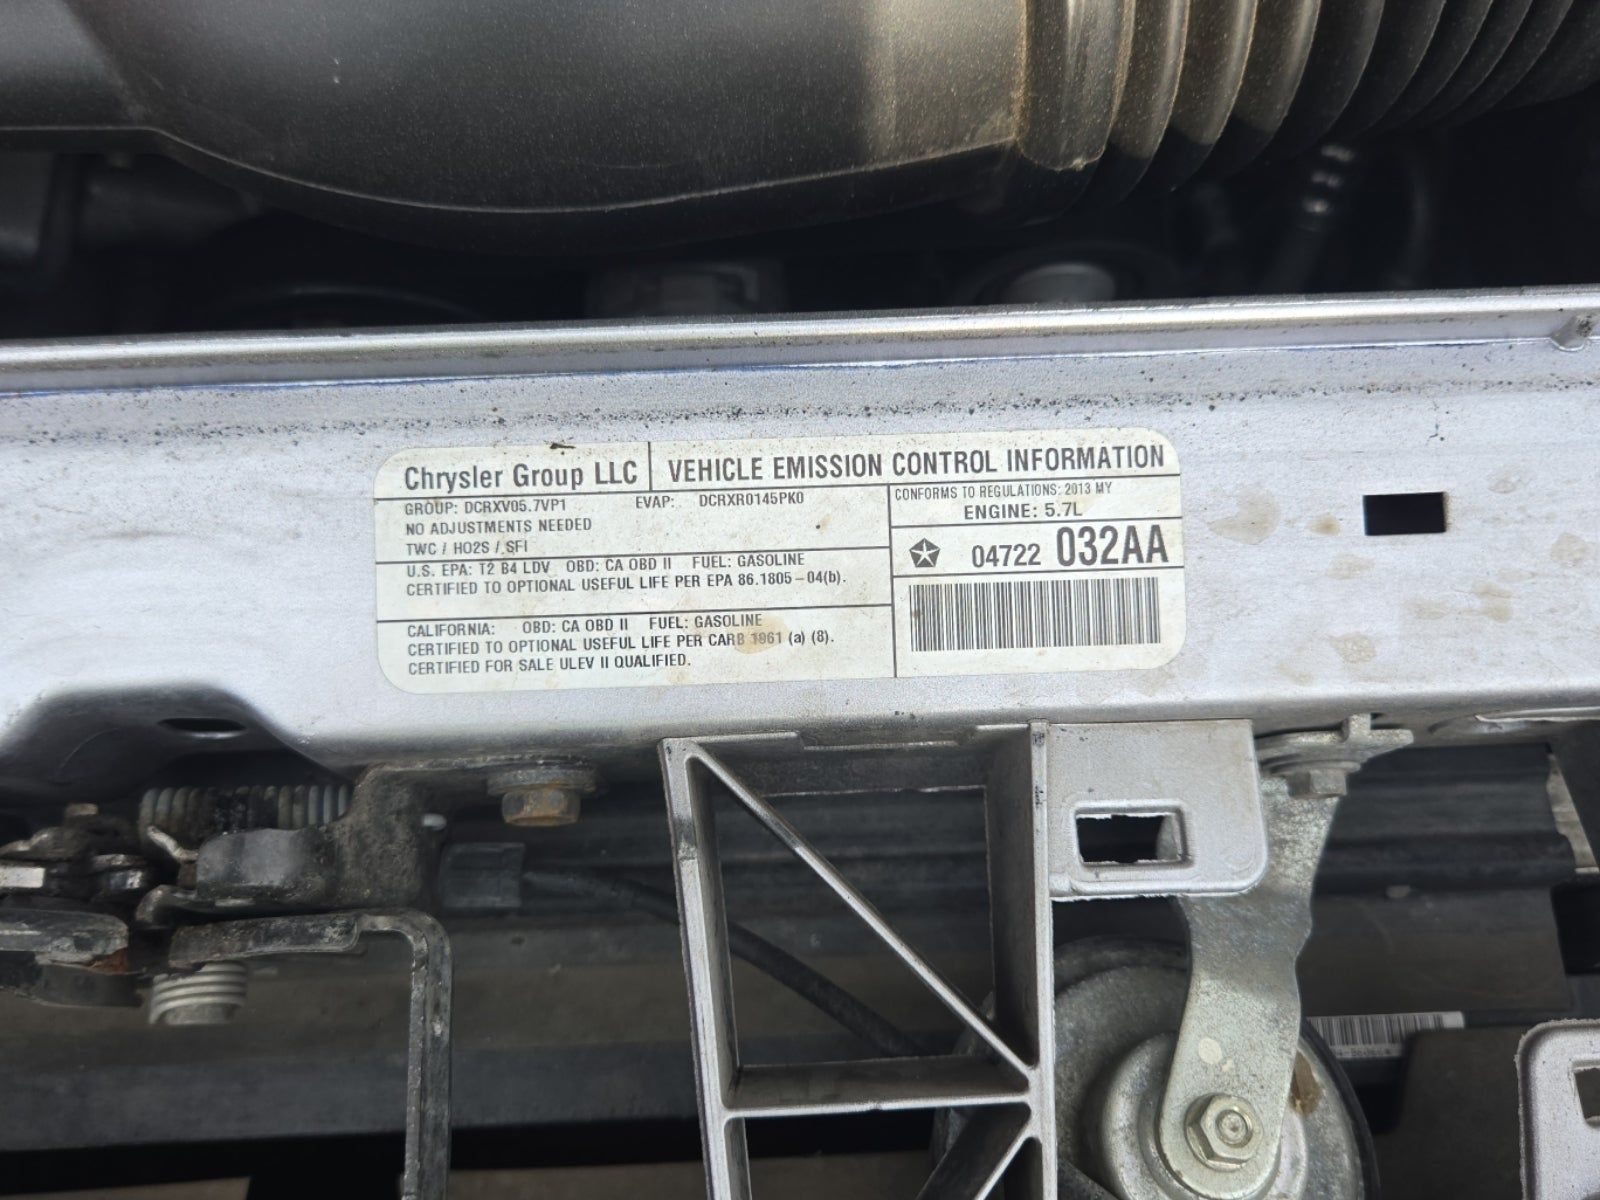 Chrysler Group LLC
VEHICLE EMISSION CONTROL INFORMATION
GROUP: DCRXV05.7VP1 EVAP: DCRXR0145PK0
NO ADJUSTMENTS NEEDED
TWC / HO2S / SFI
U.S. EPA: T2 B4 LDV OBD: CA OBD II FUEL: GASOLINE
CERTIFIED TO OPTIONAL USEFUL LIFE PER EPA 86.1805-04(b).
CALIFORNIA: OBD: CA OBD II FUEL: GASOLINE
CERTIFIED TO OPTIONAL USEFUL LIFE PER CARB 1961 (a) (8).
CERTIFIED FOR SALE ULEV II QUALIFIED.
CONFORMS TO REGULATIONS: 2013 MY
ENGINE: 5.7L
04722 032AA